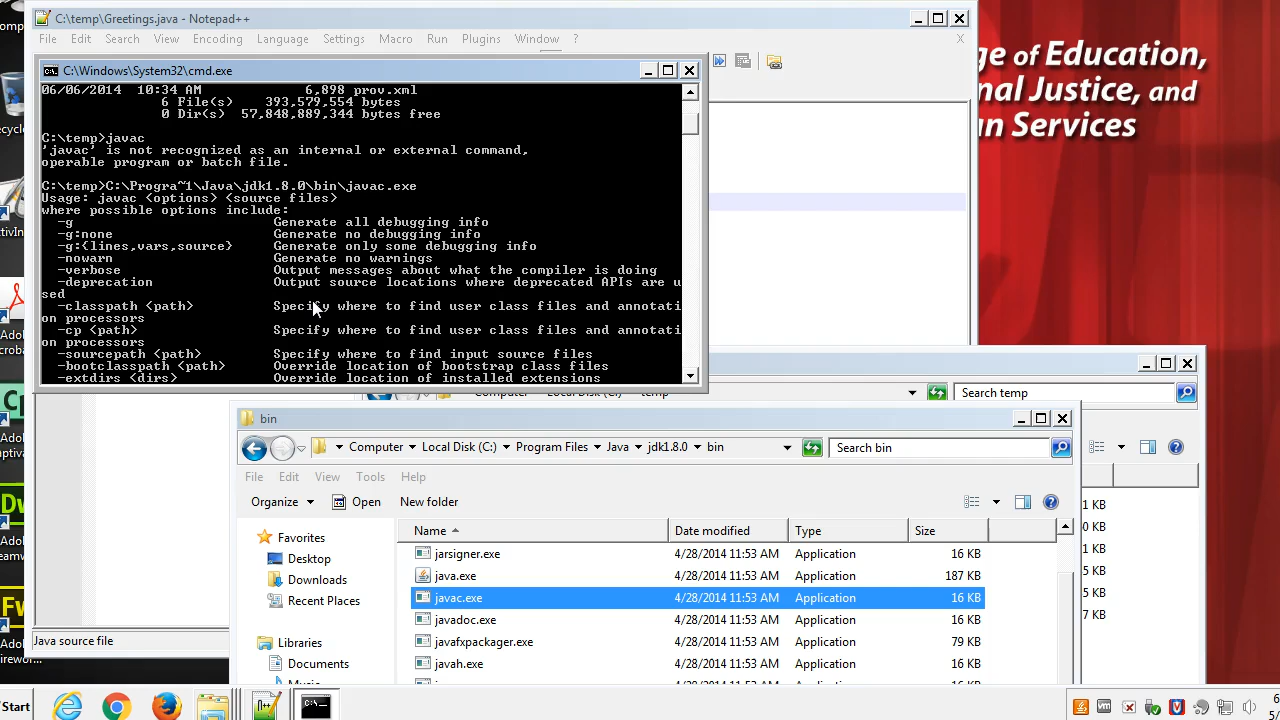 C:\temp\Greetings.java - Notepad++
File Edit Search View Encoding Language Settings Macro Run Plugins Window ? X
C:\Windows\System32\cmd.exe
06/06/2014 10:34 AM 6,898 prov.xml
6 File(s) 393,579,554 bytes
0 Dir(s) 57,848,889,344 bytes free
C:\temp>javac
'javac' is not recognized as an internal or external command,
operable program or batch file.
C:\temp>C:\Progra~1\Java\jdk1.8.0\bin\javac.exe
Usage: javac <options> <source files>
where possible options include:
-g Generate all debugging info
-g:none Generate no debugging info
-g:{lines,vars,source} Generate only some debugging info
-nowarn Generate no warnings
-verbose Output messages about what the compiler is doing
-deprecation Output source locations where deprecated APIs are u
sed
-classpath <path> Specify where to find user class files and annotati
on processors
-cp <path> Specify where to find user class files and annotati
on processors
-sourcepath <path> Specify where to find input source files
-bootclasspath <path> Override location of bootstrap class files
-extdirs <dirs> Override location of installed extensions
ge of Education,
nal Justice, and
an Services
Search temp
bin
Computer Local Disk (C:) Program Files Java jdk1.8.0 bin
Search bin
File Edit View Tools Help
Organize Open New folder
Favorites
Desktop
Downloads
Recent Places
Libraries
Documents
Name Date modified Type Size
jarsigner.exe 4/28/2014 11:53 AM Application 16 KB
java.exe 4/28/2014 11:53 AM Application 187 KB
javac.exe 4/28/2014 11:53 AM Application 16 KB
javadoc.exe 4/28/2014 11:53 AM Application 16 KB
javafxpackager.exe 4/28/2014 11:53 AM Application 79 KB
javah.exe 4/28/2014 11:53 AM Application 16 KB
1 KB
0 KB
1 KB
5 KB
5 KB
7 KB
Java source file
Start